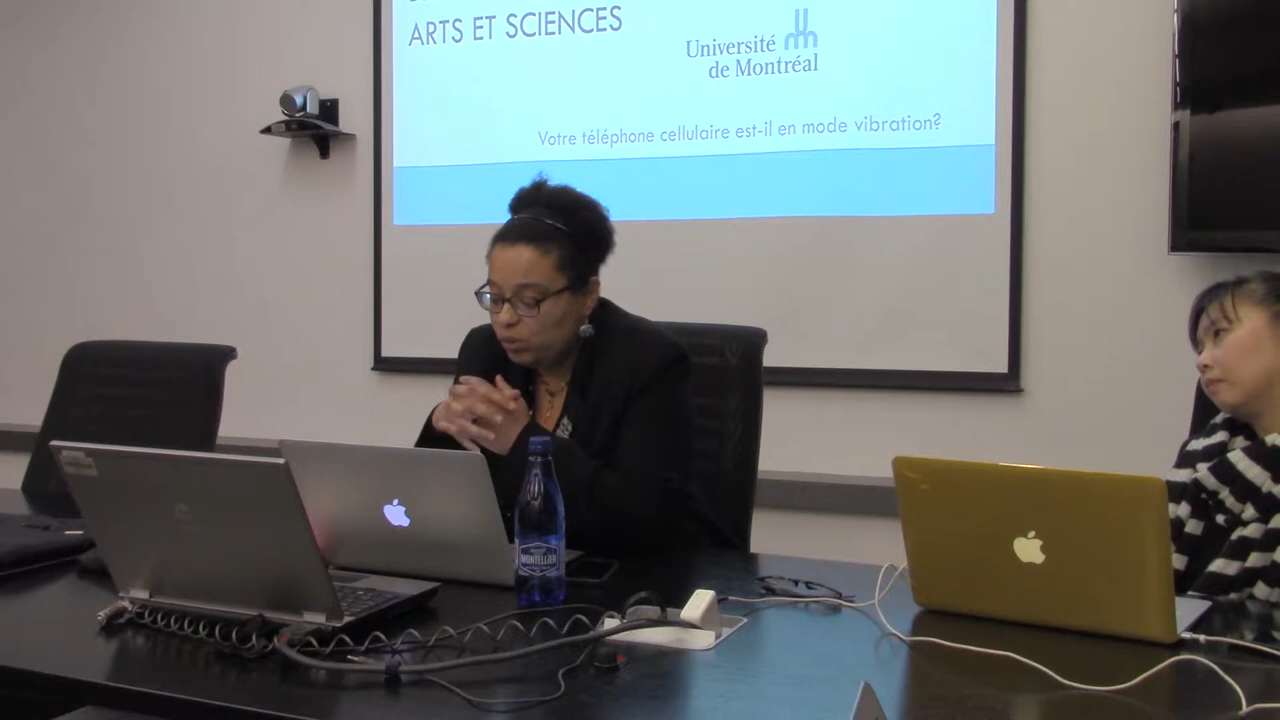 ARTS ET SCIENCES
Université
de Montréal
Votre téléphone cellulaire est-il en mode vibration?
MONTELLIER